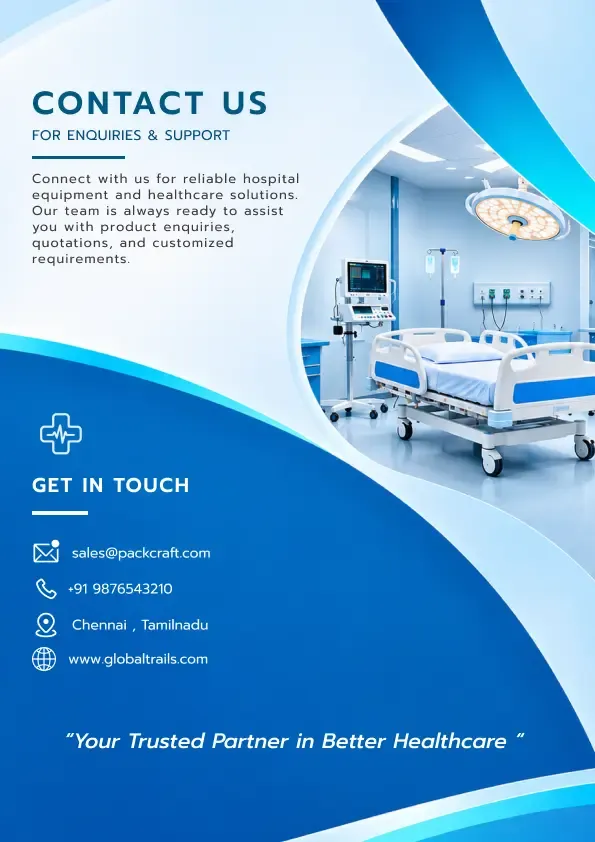 CONTACT US
FOR ENQUIRIES & SUPPORT
Connect with us for reliable hospital
equipment and healthcare solutions.
Our team is always ready to assist
you with product enquiries,
quotations, and customized
requirements.
GET IN TOUCH
sales@packcraft.com
+91 9876543210
Chennai , Tamilnadu
www.globaltrails.com
“Your Trusted Partner in Better Healthcare “